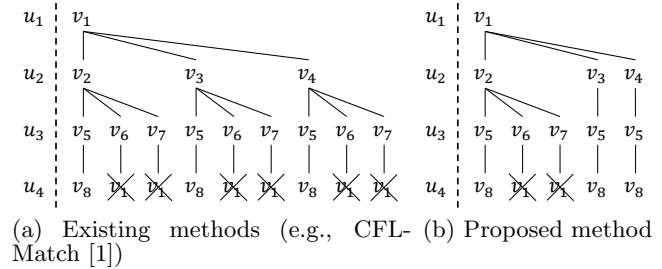 u1 v1 u1 v1
u2 v2 v3 v4 u2 v2 v3 v4
u3 v5 v6 v7 v5 v6 v7 v5 v6 v7 u3 v5 v6 v7 v5 v5
u4 v8 v1 v1 v8 v1 v1 v8 v1 v1 u4 v8 v1 v1 v8 v8
(a) Existing methods (e.g., CFL- (b) Proposed method
Match [1])